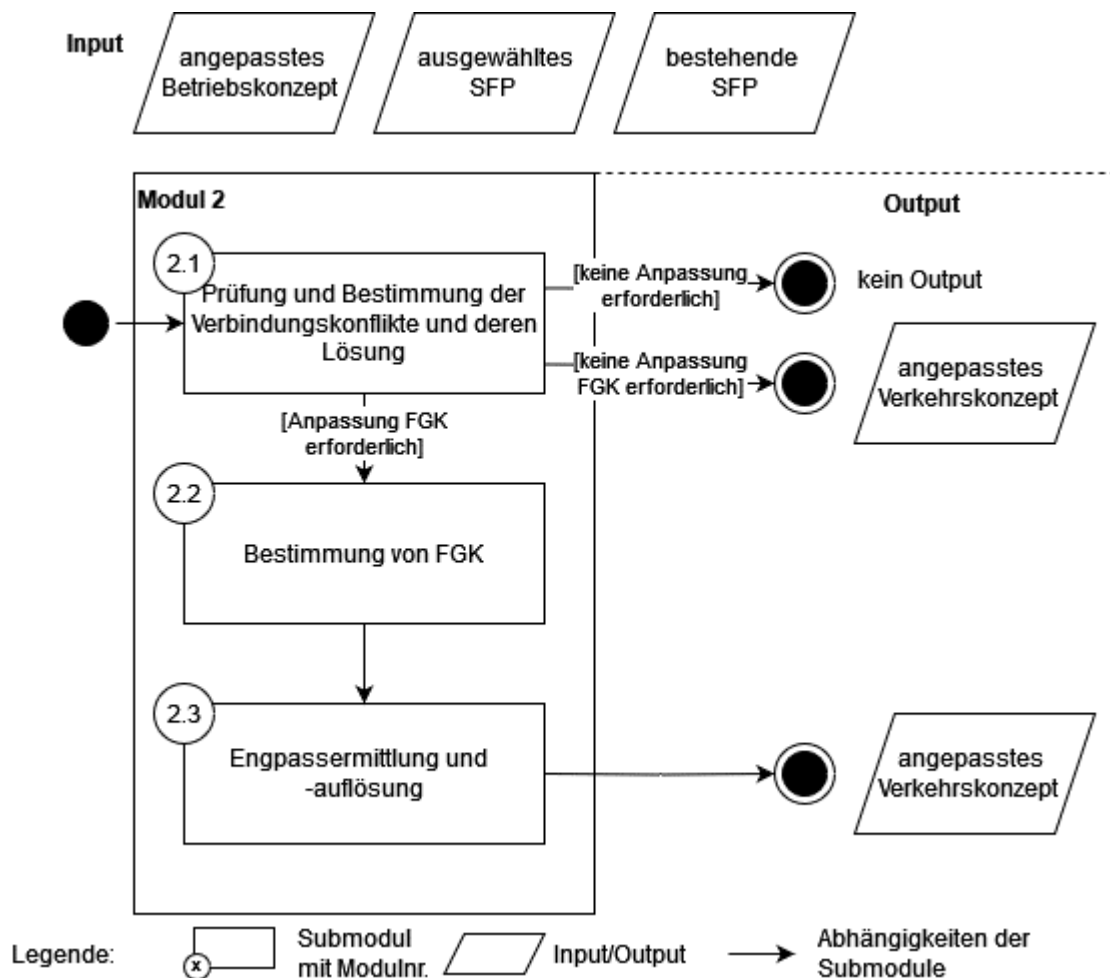 Input
angepasstes
Betriebskonzept
ausgewähltes
SFP
bestehende
SFP
Modul 2
Output
2.1
Prüfung und Bestimmung der
Verbindungskonflikte und deren
Lösung
[keine Anpassung
erforderlich]
kein Output
[keine Anpassung
FGK erforderlich]
angepasstes
Verkehrskonzept
[Anpassung FGK
erforderlich]
2.2
Bestimmung von FGK
2.3
Engpassermittlung und
-auflösung
angepasstes
Verkehrskonzept
Legende:
x
Submodul
mit Modulnr.
Input/Output
Abhängigkeiten der
Submodule